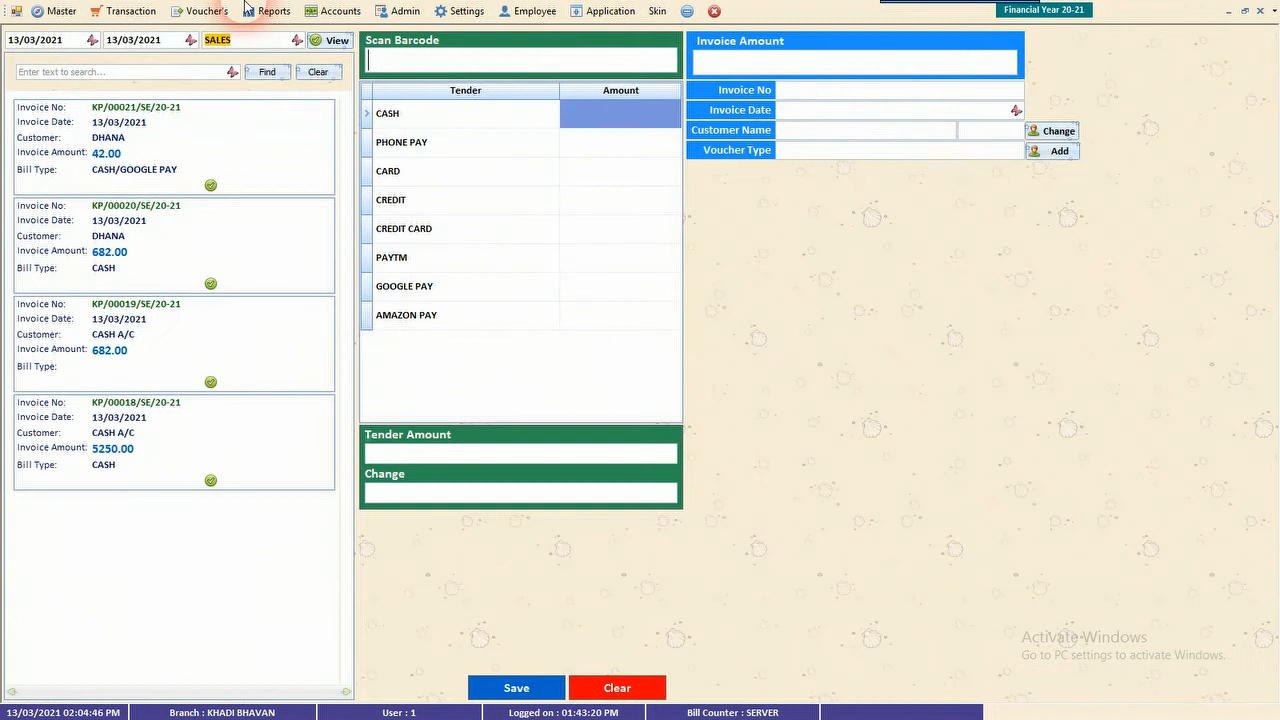 Master Transaction Vouchers Reports Accounts Admin Settings Employee Application Skin
Financial Year 20-21
13/03/2021 13/03/2021 SALES View
Enter text to search... Find Clear
Invoice No: KP/00021/SE/20-21
Invoice Date: 13/03/2021
Customer: DHANA
Invoice Amount: 42.00
Bill Type: CASH/GOOGLE PAY
Invoice No: KP/00020/SE/20-21
Invoice Date: 13/03/2021
Customer: DHANA
Invoice Amount: 682.00
Bill Type: CASH
Invoice No: KP/00019/SE/20-21
Invoice Date: 13/03/2021
Customer: CASH A/C
Invoice Amount: 682.00
Bill Type:
Invoice No: KP/00018/SE/20-21
Invoice Date: 13/03/2021
Customer: CASH A/C
Invoice Amount: 5250.00
Bill Type: CASH
Scan Barcode
Tender Amount
CASH
PHONE PAY
CARD
CREDIT
CREDIT CARD
PAYTM
GOOGLE PAY
AMAZON PAY
Tender Amount
Change
Invoice Amount
Invoice No
Invoice Date
Customer Name Change
Voucher Type Add
Activate Windows
Go to PC settings to activate Windows.
Save Clear
13/03/2021 02:04:46 PM Branch : KHADI BHAVAN User : 1 Logged on : 01:43:20 PM Bill Counter : SERVER